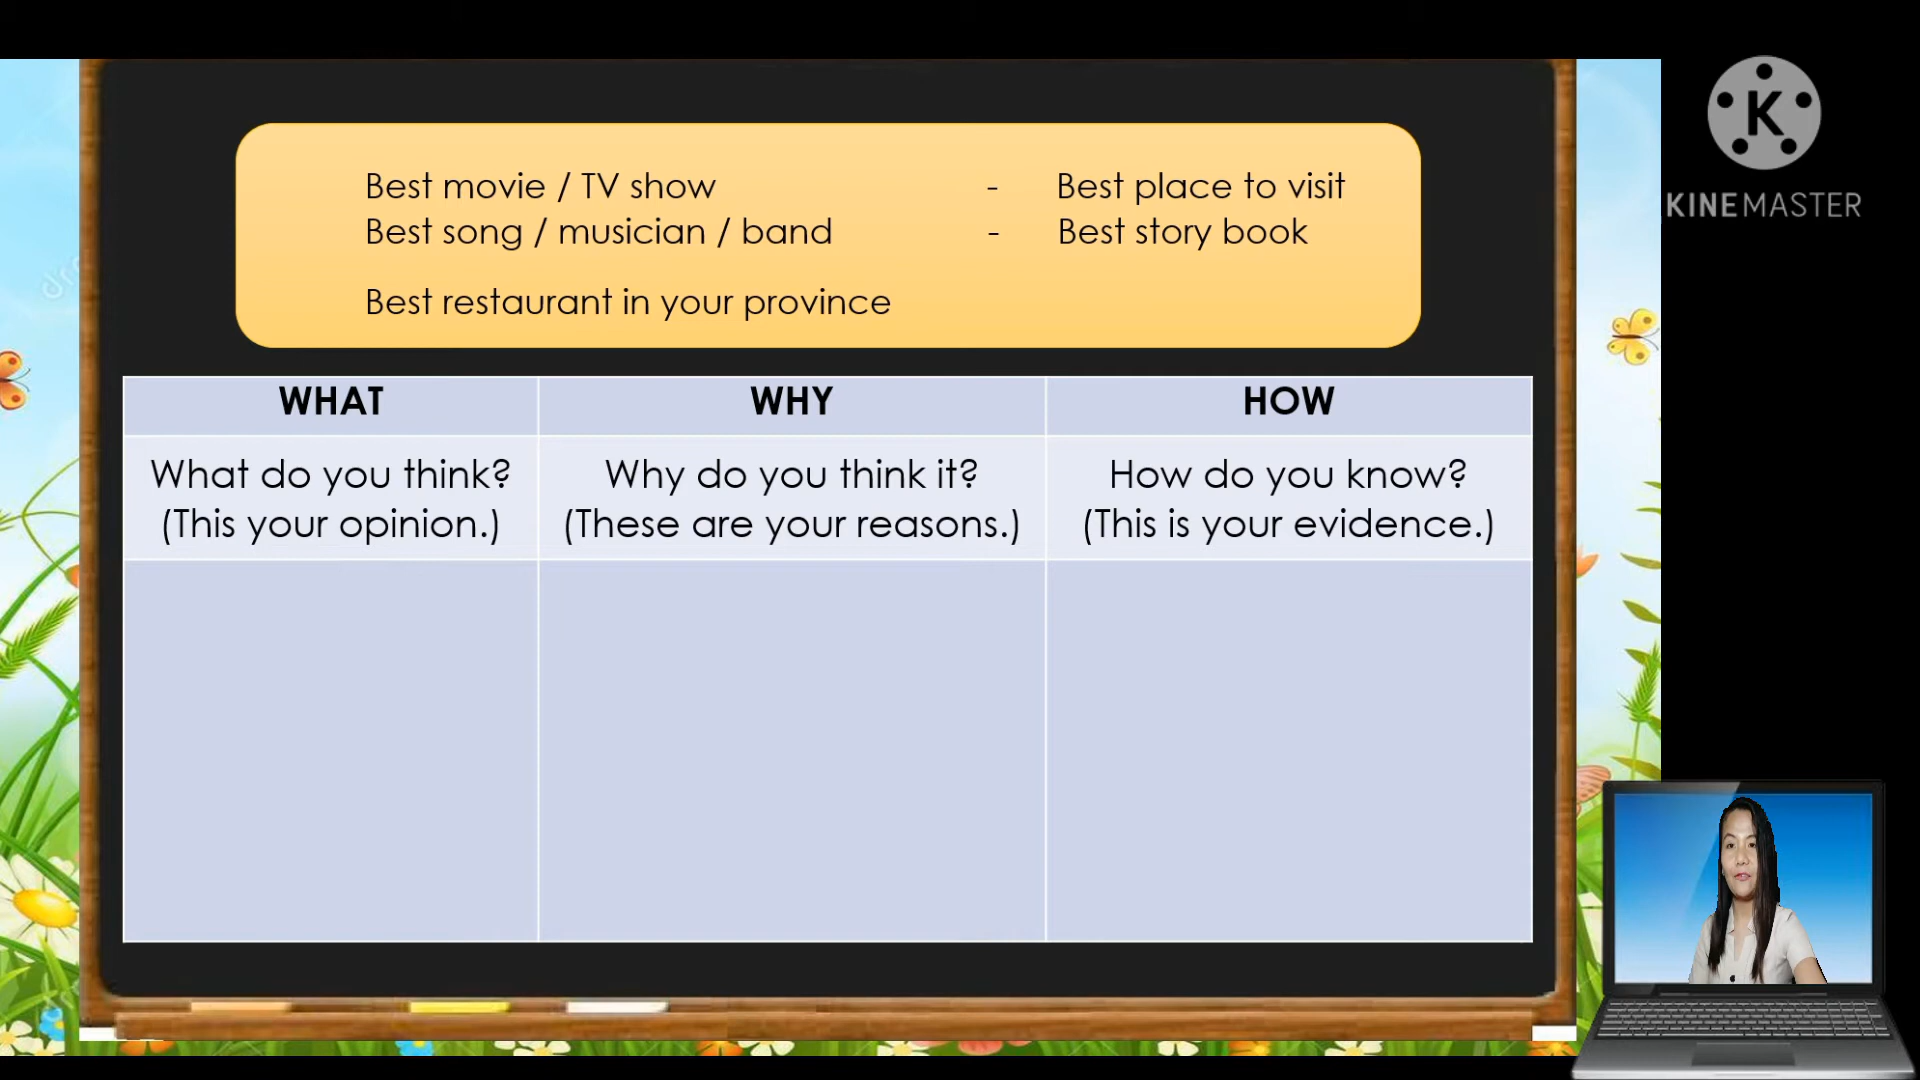 Best movie / TV show - Best place to visit
Best song / musician / band - Best story book
Best restaurant in your province
WHAT WHY HOW
What do you think? Why do you think it? How do you know?
(This your opinion.) (These are your reasons.) (This is your evidence.)
K
KINEMASTER